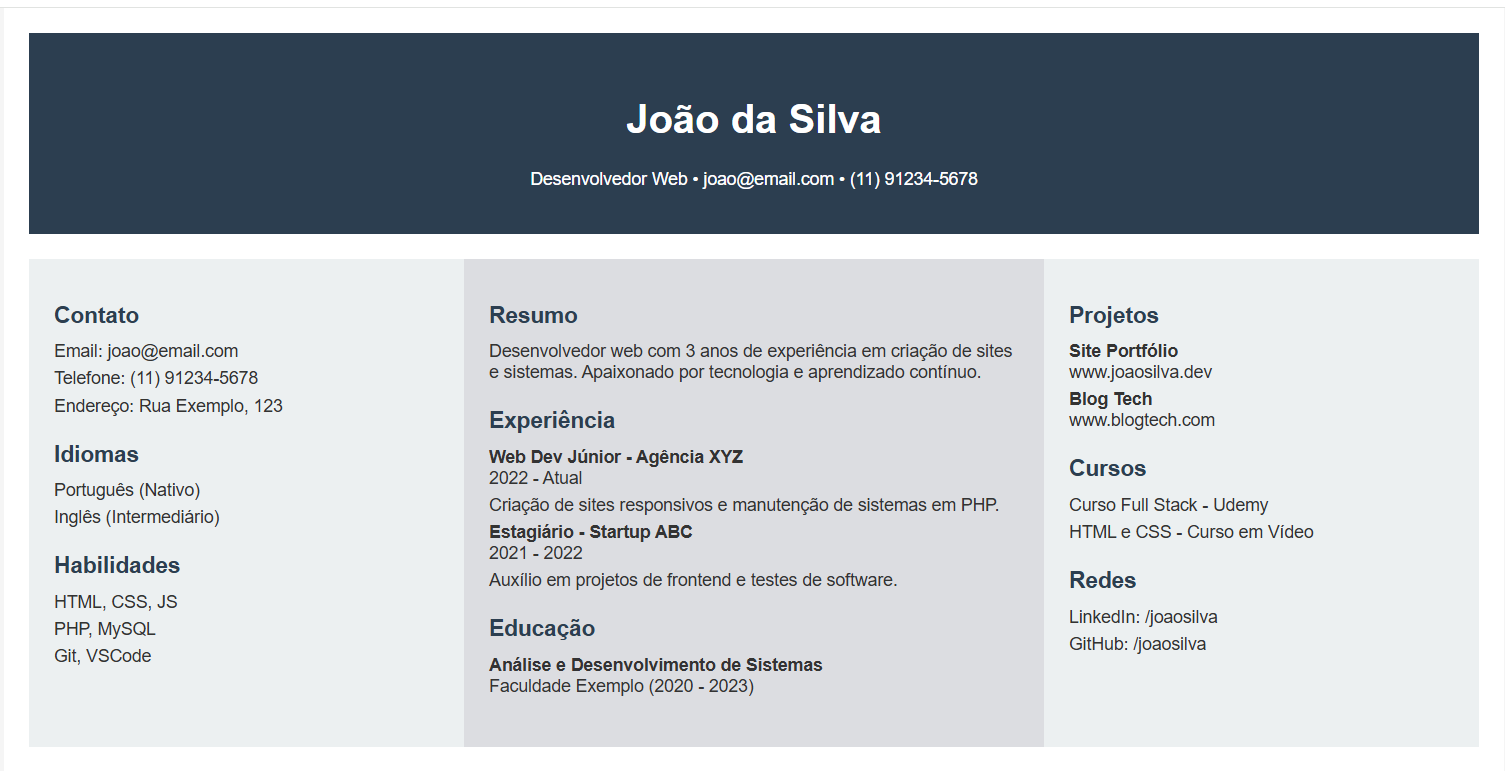 João da Silva
Desenvolvedor Web • joao@email.com • (11) 91234-5678
Contato
Email: joao@email.com
Telefone: (11) 91234-5678
Endereço: Rua Exemplo, 123
Idiomas
Português (Nativo)
Inglês (Intermediário)
Habilidades
HTML, CSS, JS
PHP, MySQL
Git, VSCode
Resumo
Desenvolvedor web com 3 anos de experiência em criação de sites
e sistemas. Apaixonado por tecnologia e aprendizado contínuo.
Experiência
Web Dev Júnior - Agência XYZ
2022 - Atual
Criação de sites responsivos e manutenção de sistemas em PHP.
Estagiário - Startup ABC
2021 - 2022
Auxílio em projetos de frontend e testes de software.
Educação
Análise e Desenvolvimento de Sistemas
Faculdade Exemplo (2020 - 2023)
Projetos
Site Portfólio
www.joaosilva.dev
Blog Tech
www.blogtech.com
Cursos
Curso Full Stack - Udemy
HTML e CSS - Curso em Vídeo
Redes
LinkedIn: /joaosilva
GitHub: /joaosilva